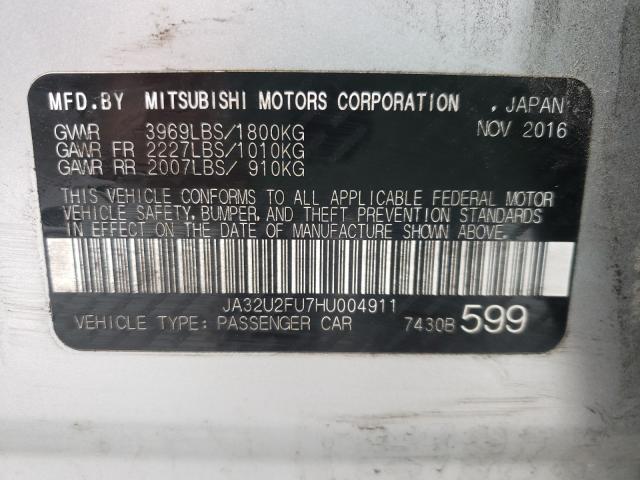 MFD.BY MITSUBISHI MOTORS CORPORATION , JAPAN
GVWR 3969LBS/1800KG NOV 2016
GAWR FR 2227LBS/1010KG
GAWR RR 2007LBS/ 910KG
THIS VEHICLE CONFORMS TO ALL APPLICABLE FEDERAL MOTOR
VEHICLE SAFETY, BUMPER, AND THEFT PREVENTION STANDARDS
IN EFFECT ON THE DATE OF MANUFACTURE SHOWN ABOVE.
JA32U2FU7HU004911
VEHICLE TYPE: PASSENGER CAR 7430B 599